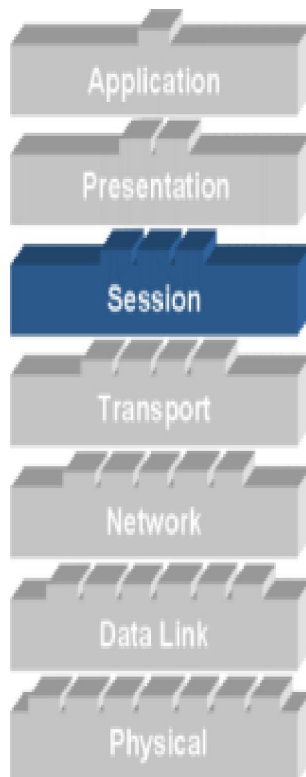 Application
Presentation
Session
Transport
Network
Data Link
Physical